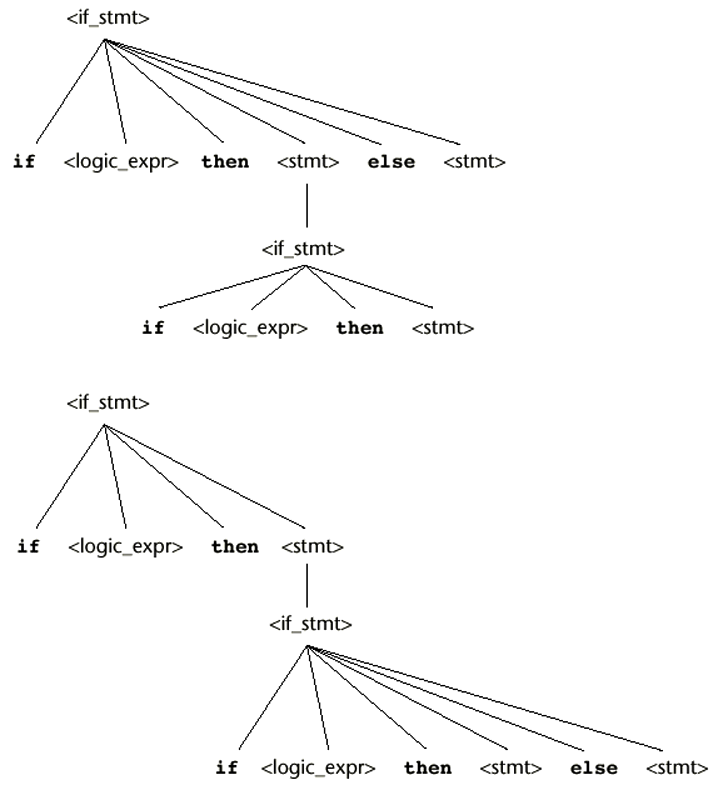 <if_stmt>
if <logic_expr> then <stmt> else <stmt>
<if_stmt>
if <logic_expr> then <stmt>
<if_stmt>
if <logic_expr> then <stmt>
<if_stmt>
if <logic_expr> then <stmt> else <stmt>